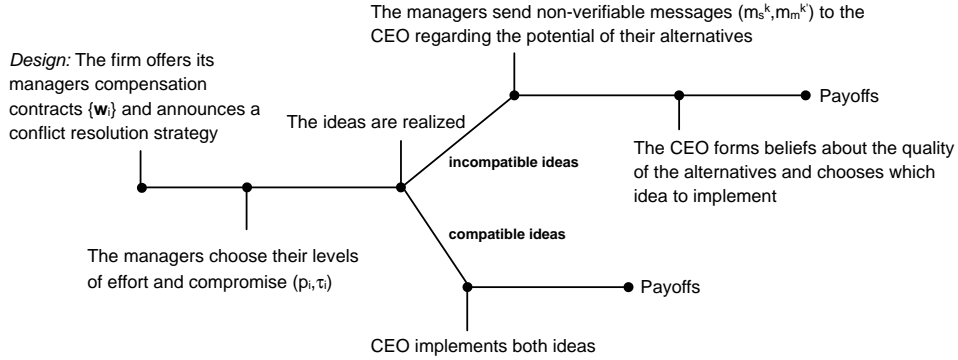 The managers send non-verifiable messages (mₛᵏ,mₘᵏ') to the
CEO regarding the potential of their alternatives
Design: The firm offers its
managers compensation
contracts {wᵢ} and announces a
conflict resolution strategy
The ideas are realized
Payoffs
incompatible ideas
The CEO forms beliefs about the quality
of the alternatives and chooses which
idea to implement
compatible ideas
The managers choose their levels
of effort and compromise (pᵢ,τᵢ)
Payoffs
CEO implements both ideas